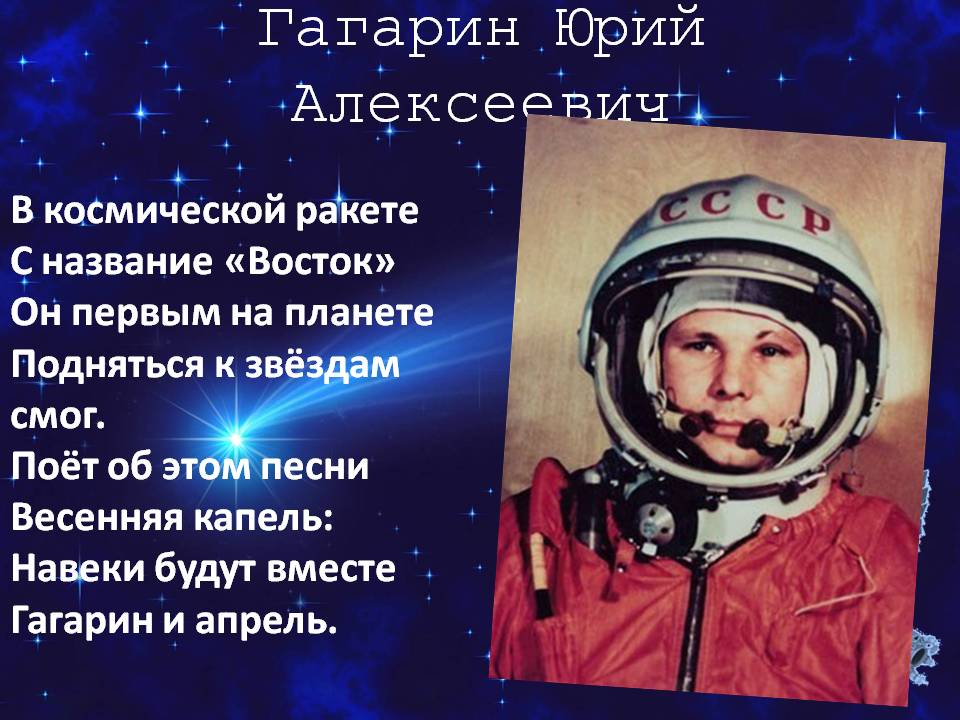 Гагарин Юрий
Алексеевич
В космической ракете
С название «Восток»
Он первым на планете
Подняться к звёздам
смог.
Поёт об этом песни
Весенняя капель:
Навеки будут вместе
Гагарин и апрель.
СССР